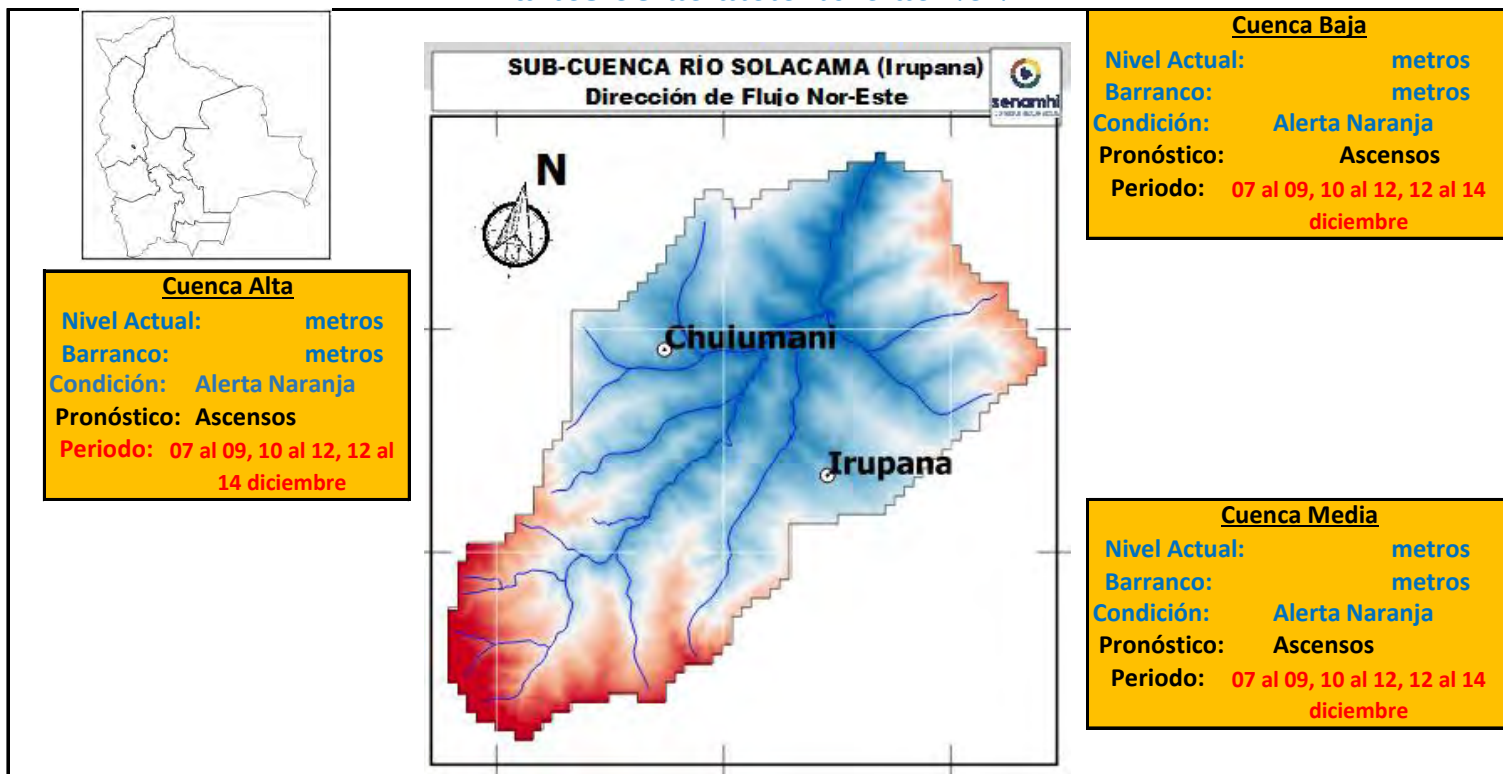 SUB-CUENCA RÍO SOLACAMA (Irupana)
Dirección de Flujo Nor-Este
senamhi
N
Chulumani
Irupana
Cuenca Alta
Nivel Actual: metros
Barranco: metros
Condición: Alerta Naranja
Pronóstico: Ascensos
Periodo: 07 al 09, 10 al 12, 12 al
14 diciembre
Cuenca Baja
Nivel Actual: metros
Barranco: metros
Condición: Alerta Naranja
Pronóstico: Ascensos
Periodo: 07 al 09, 10 al 12, 12 al 14
diciembre
Cuenca Media
Nivel Actual: metros
Barranco: metros
Condición: Alerta Naranja
Pronóstico: Ascensos
Periodo: 07 al 09, 10 al 12, 12 al 14
diciembre